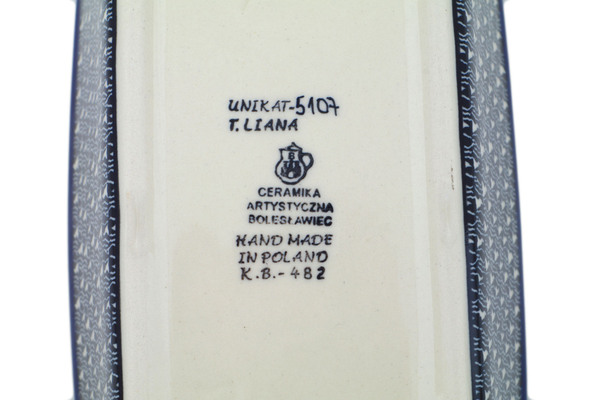 UNIKAT-5107
T.LIANA
B
CERAMIKA
ARTYSTYCZNA
BOLESŁAWIEC
HAND MADE
IN POLAND
K.B.-482